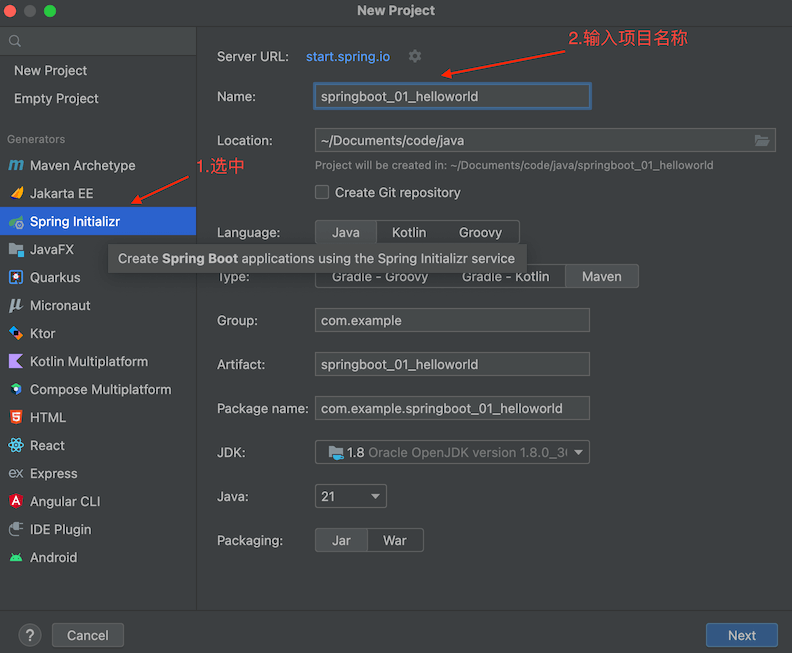 New Project
New Project
Empty Project
Generators
Maven Archetype
Jakarta EE
Spring Initializr
JavaFX
Quarkus
Micronaut
Ktor
Kotlin Multiplatform
Compose Multiplatform
HTML
React
Express
Angular CLI
IDE Plugin
Android
1.选中
2.输入项目名称
Server URL: start.spring.io
Name: springboot_01_helloworld
Location: ~/Documents/code/java
Project will be created in: ~/Documents/code/java/springboot_01_helloworld
Create Git repository
Language: Java Kotlin Groovy
Create Spring Boot applications using the Spring Initializr service
Type: Gradle - Groovy Gradle - Kotlin Maven
Group: com.example
Artifact: springboot_01_helloworld
Package name: com.example.springboot_01_helloworld
JDK: 1.8 Oracle OpenJDK version 1.8.0_
Java: 21
Packaging: Jar War
? Cancel Next